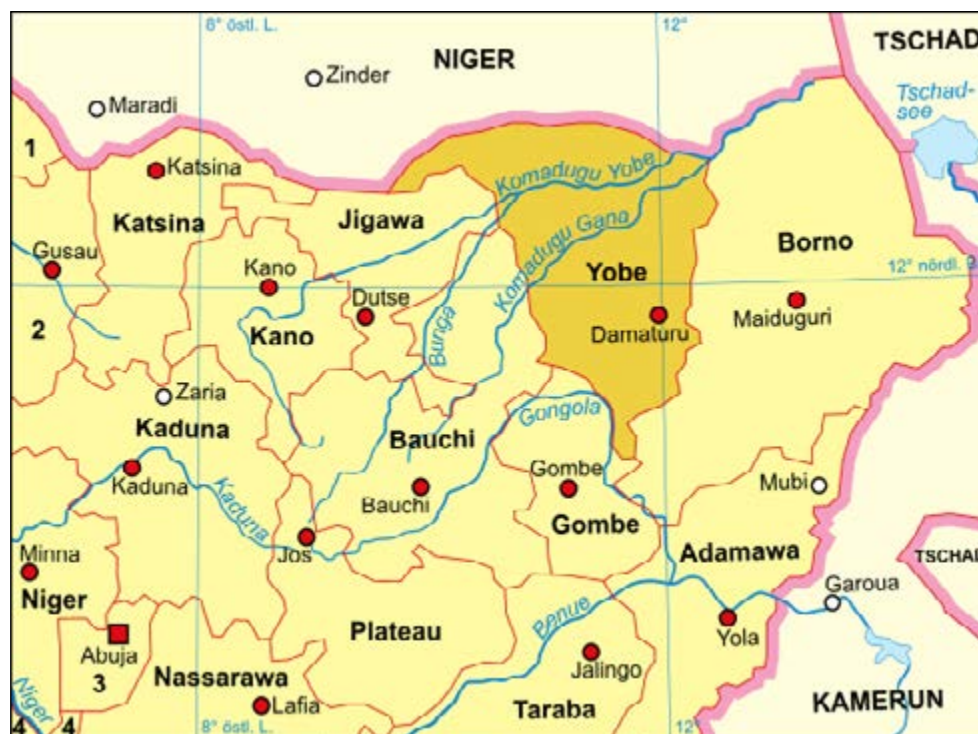 8° östl. L.
12°
TSCHAD
NIGER
Zinder
Tschad-
see
Maradi
1
Katsina
Komadugu Yobe
Katsina
Jigawa
Komadugu Gana
Borno
Gusau
Kano
Yobe
12° nördl.
Dutse
Maiduguri
2
Kano
Bunga
Damaturu
Zaria
Gongola
Kaduna
Bauchi
Gombe
Mubi
Kaduna
Kaduna
Bauchi
Gombe
Jos
Adamawa
TSCHAD
Minna
Niger
Benue
Garoua
Plateau
Yola
Abuja
Jalingo
3
Nassarawa
Niger
Lafia
Taraba
KAMERUN
4
4
8° östl. L.
12°